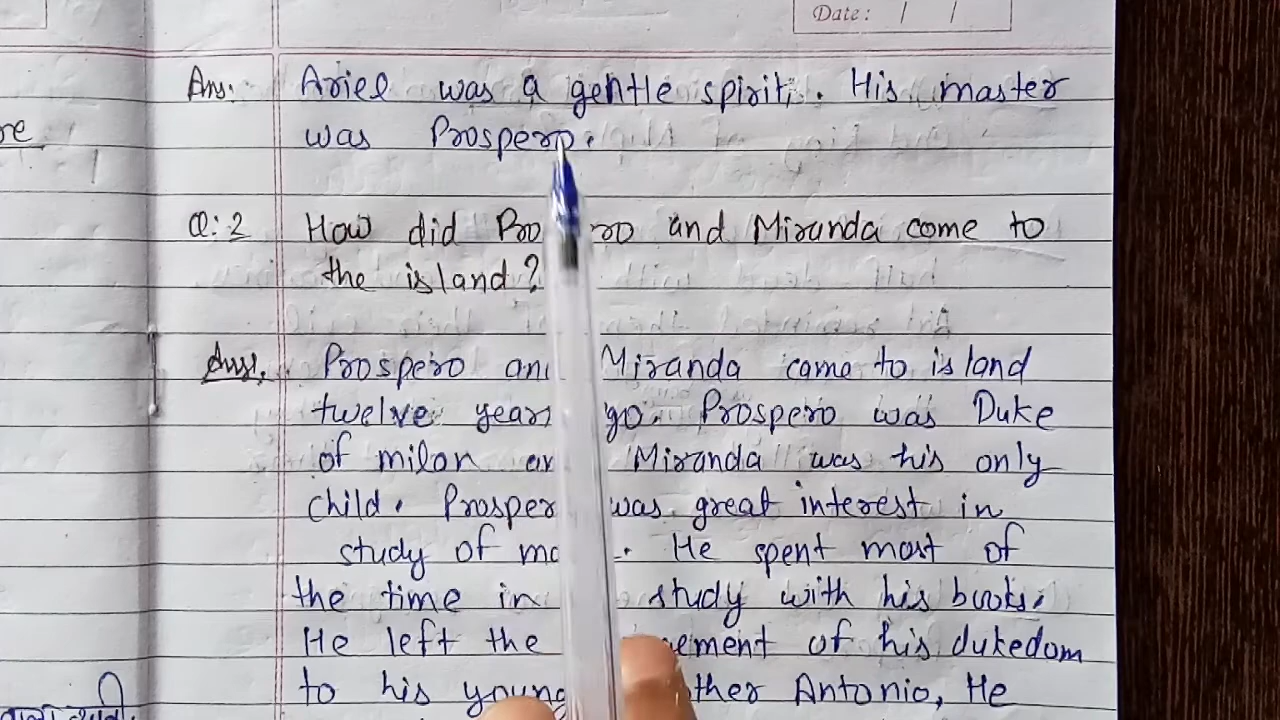 Date: / /
re
Ans. Ariel was a gentle spirit. His master
was Prospero.
Q:2 How did and Miranda come to
the island?
Ans. Prospero Miranda came to island
twelve Prospero was Duke
of milan Miranda was his only
child. was great interest in
study of He spent most of
the time in study with his books.
He left the of his dukedom
to his Antonio, He